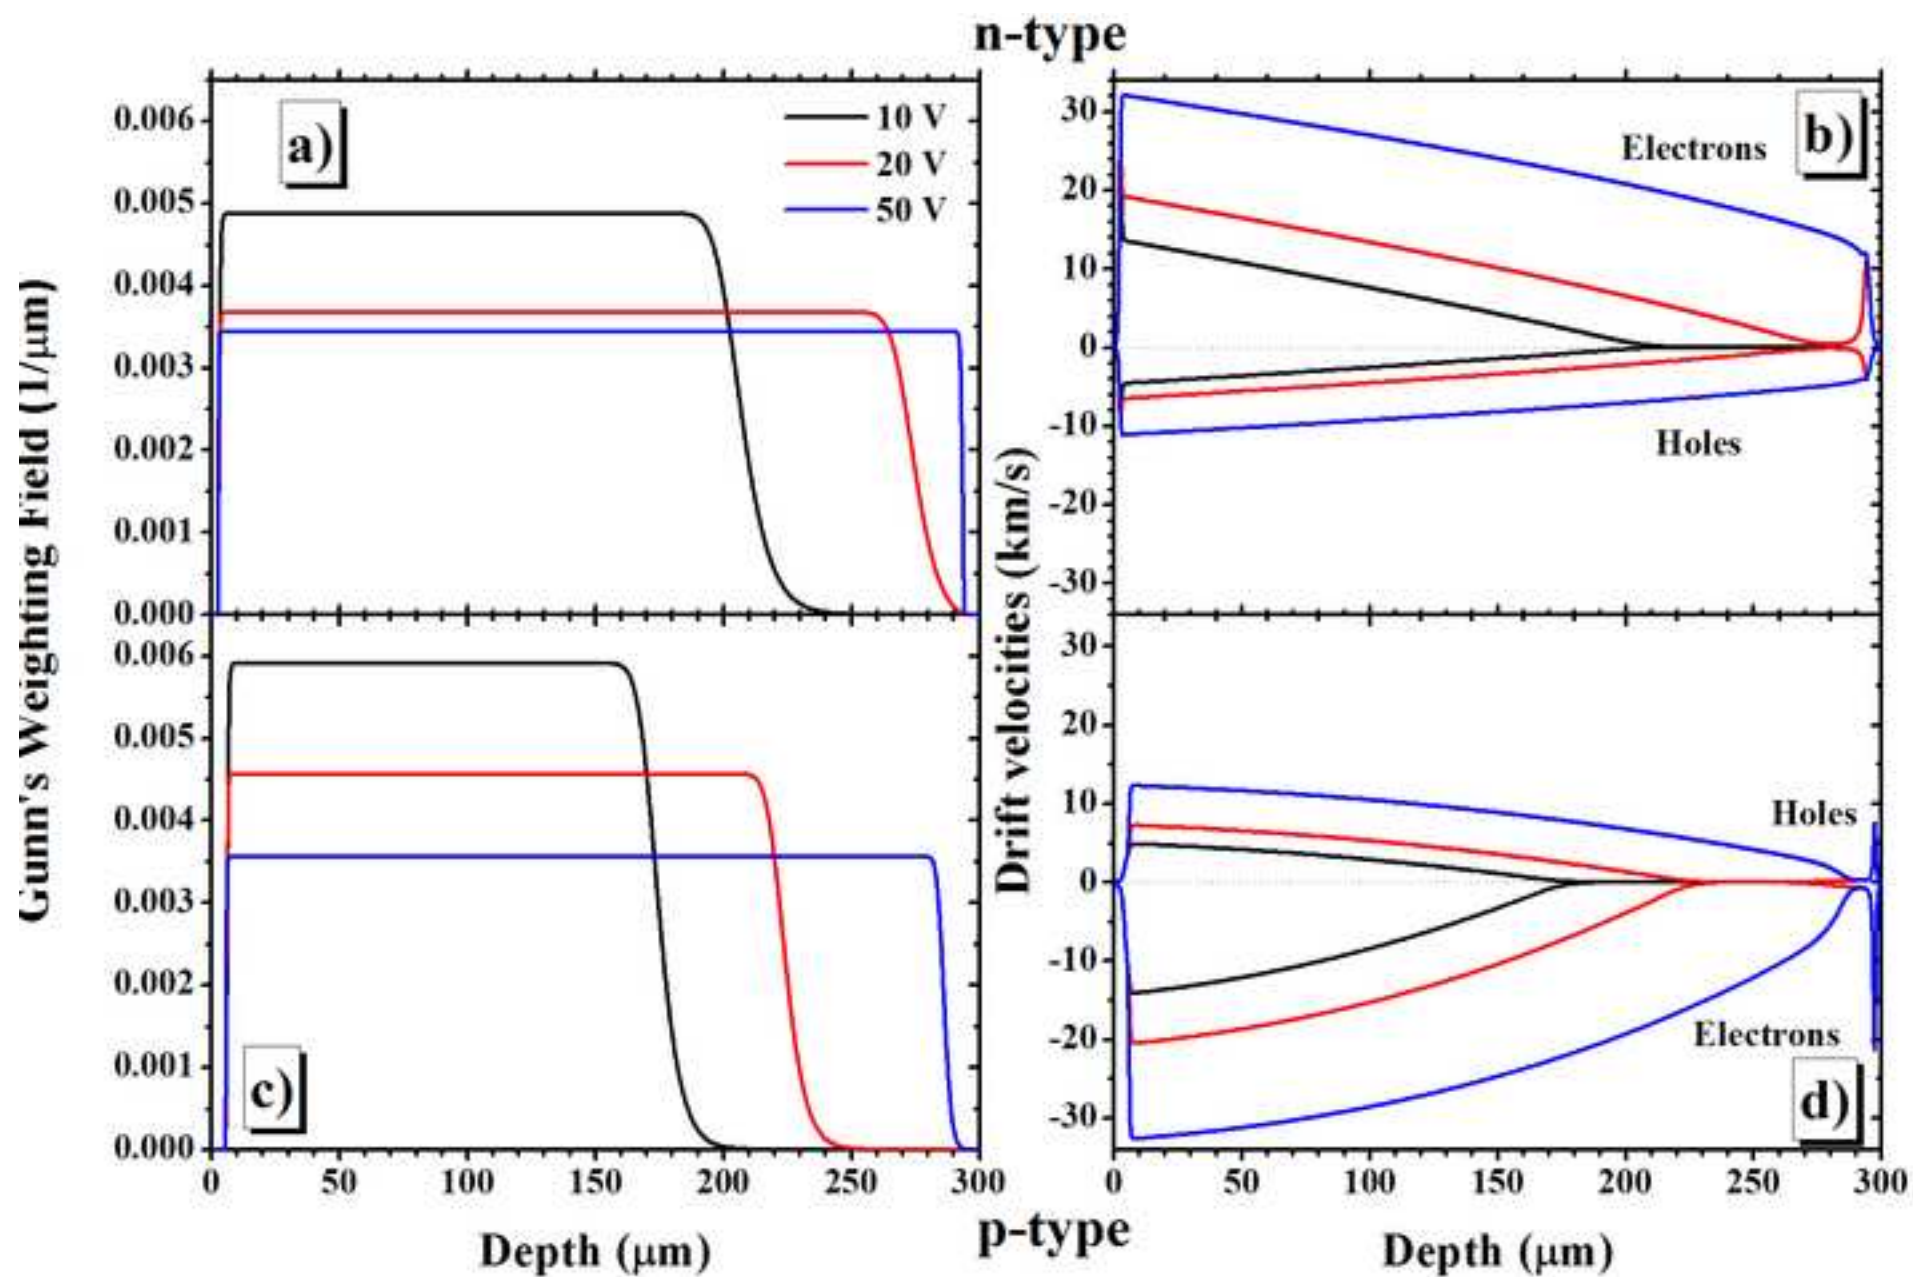 n-type
a)
10 V
20 V
50 V
0.006
0.005
0.004
0.003
0.002
0.001
0.000
Gunn's Weighting Field (1/μm)
b)
Electrons
Holes
30
20
10
0
-10
-20
-30
Drift velocities (km/s)
c)
0.006
0.005
0.004
0.003
0.002
0.001
0.000
0 50 100 150 200 250 300
Depth (μm)
d)
Holes
Electrons
30
20
10
0
-10
-20
-30
0 50 100 150 200 250 300
Depth (μm)
p-type